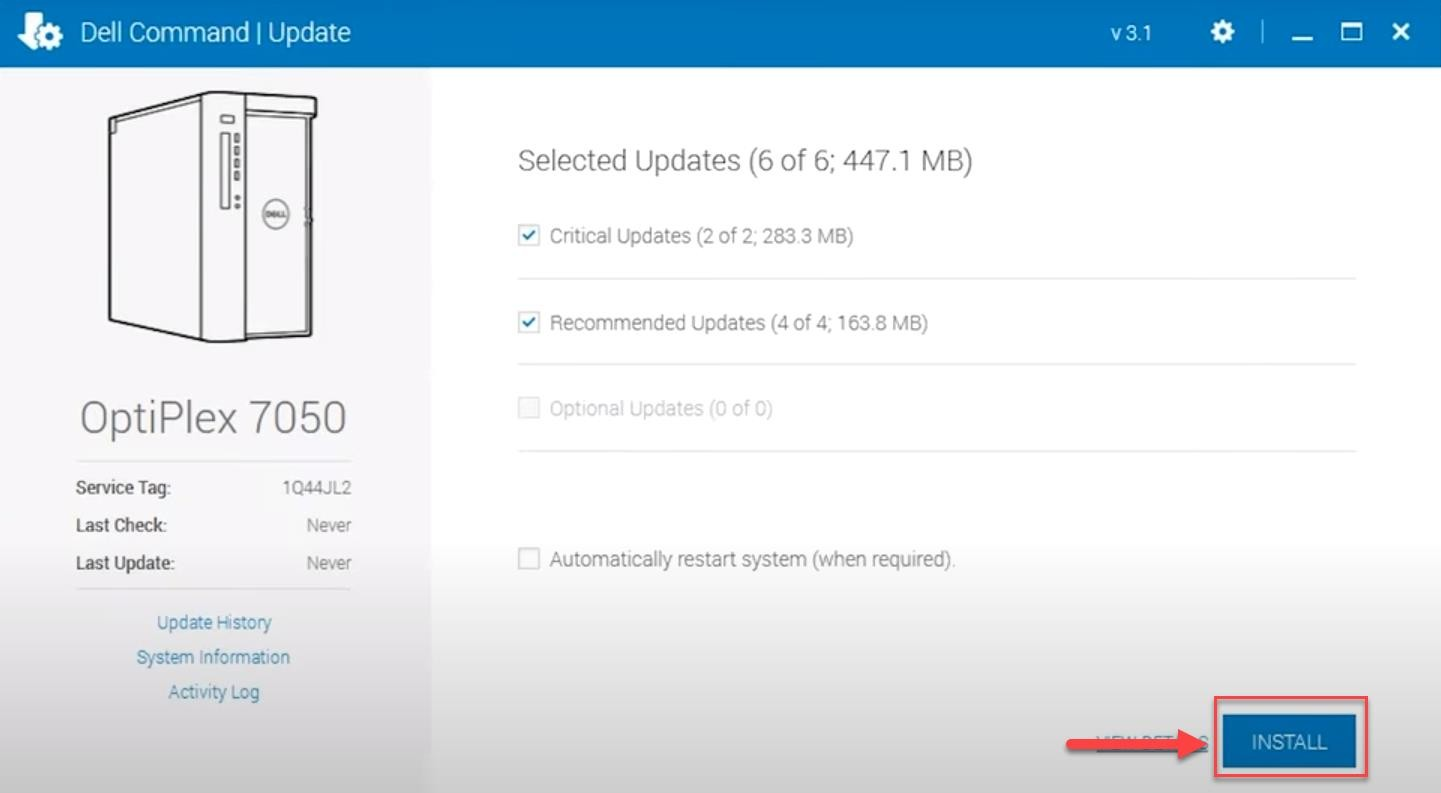 Dell Command | Update
v 3.1
DELL
OptiPlex 7050
Service Tag: 1Q44JL2
Last Check: Never
Last Update: Never
Update History
System Information
Activity Log
Selected Updates (6 of 6; 447.1 MB)
Critical Updates (2 of 2; 283.3 MB)
Recommended Updates (4 of 4; 163.8 MB)
Optional Updates (0 of 0)
Automatically restart system (when required).
VIEW DETAILS
INSTALL